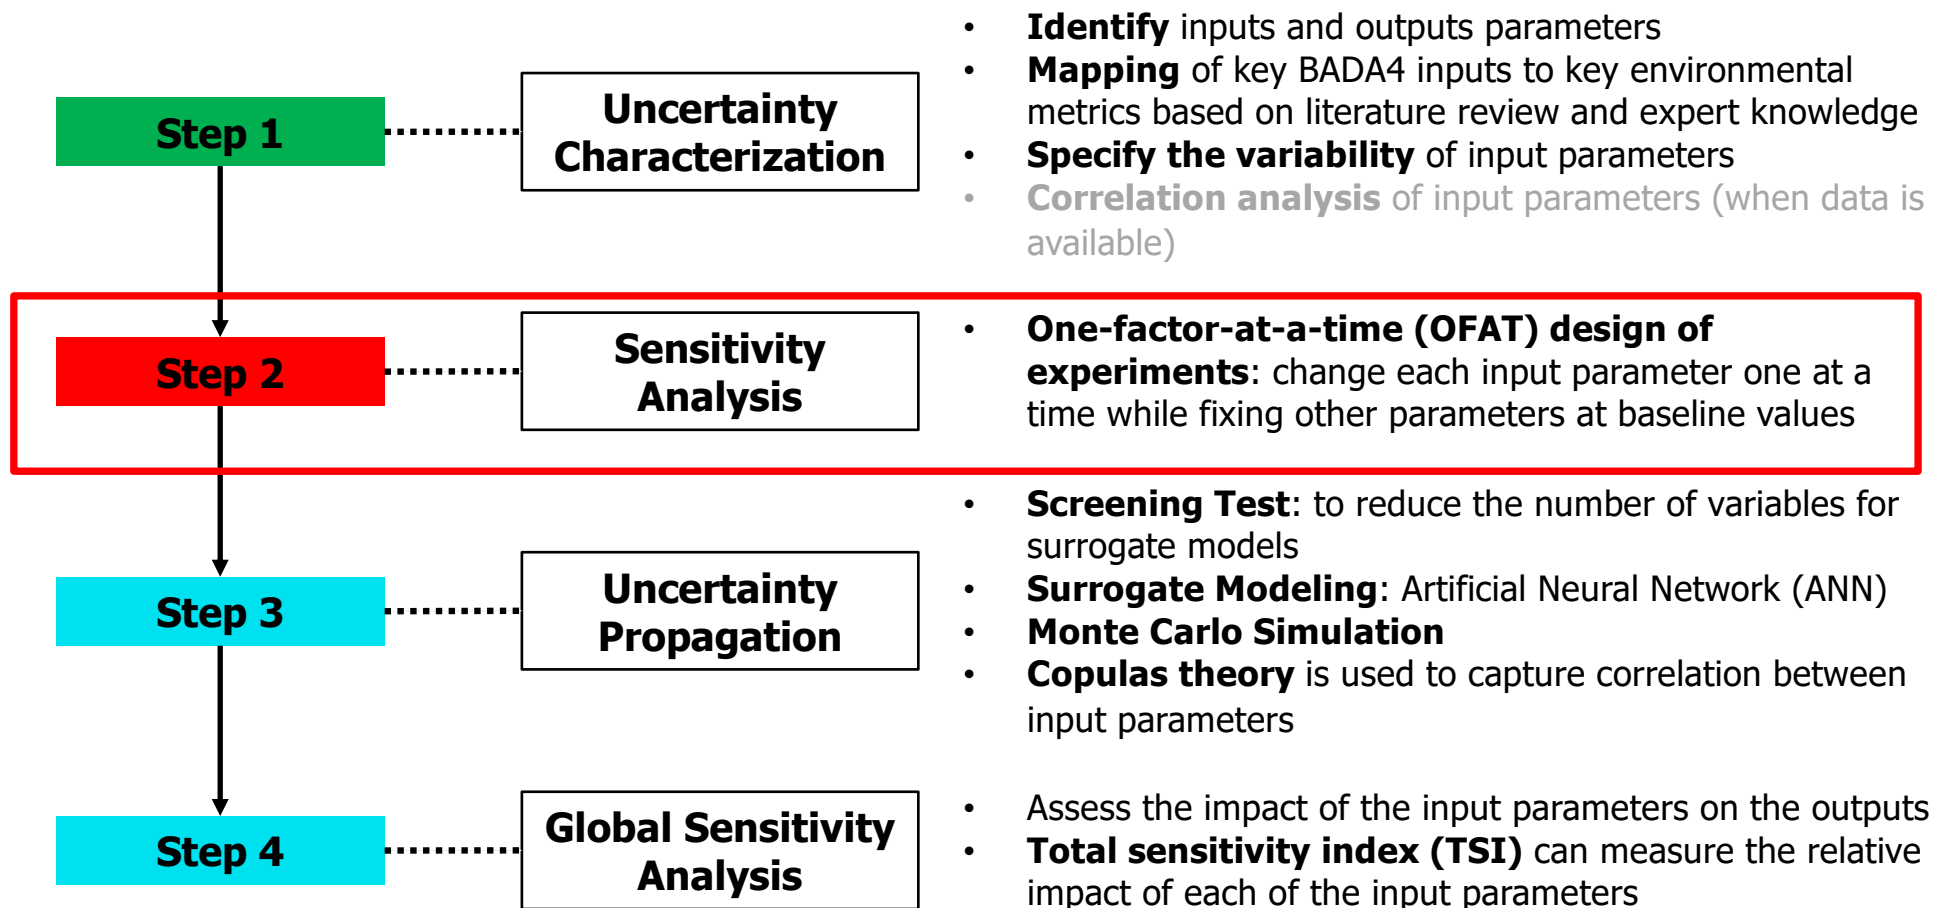 Step 1
Uncertainty
Characterization
• Identify inputs and outputs parameters
• Mapping of key BADA4 inputs to key environmental
metrics based on literature review and expert knowledge
• Specify the variability of input parameters
• Correlation analysis of input parameters (when data is
available)
Step 2
Sensitivity
Analysis
• One-factor-at-a-time (OFAT) design of
experiments: change each input parameter one at a
time while fixing other parameters at baseline values
Step 3
Uncertainty
Propagation
• Screening Test: to reduce the number of variables for
surrogate models
• Surrogate Modeling: Artificial Neural Network (ANN)
• Monte Carlo Simulation
• Copulas theory is used to capture correlation between
input parameters
Step 4
Global Sensitivity
Analysis
• Assess the impact of the input parameters on the outputs
• Total sensitivity index (TSI) can measure the relative
impact of each of the input parameters